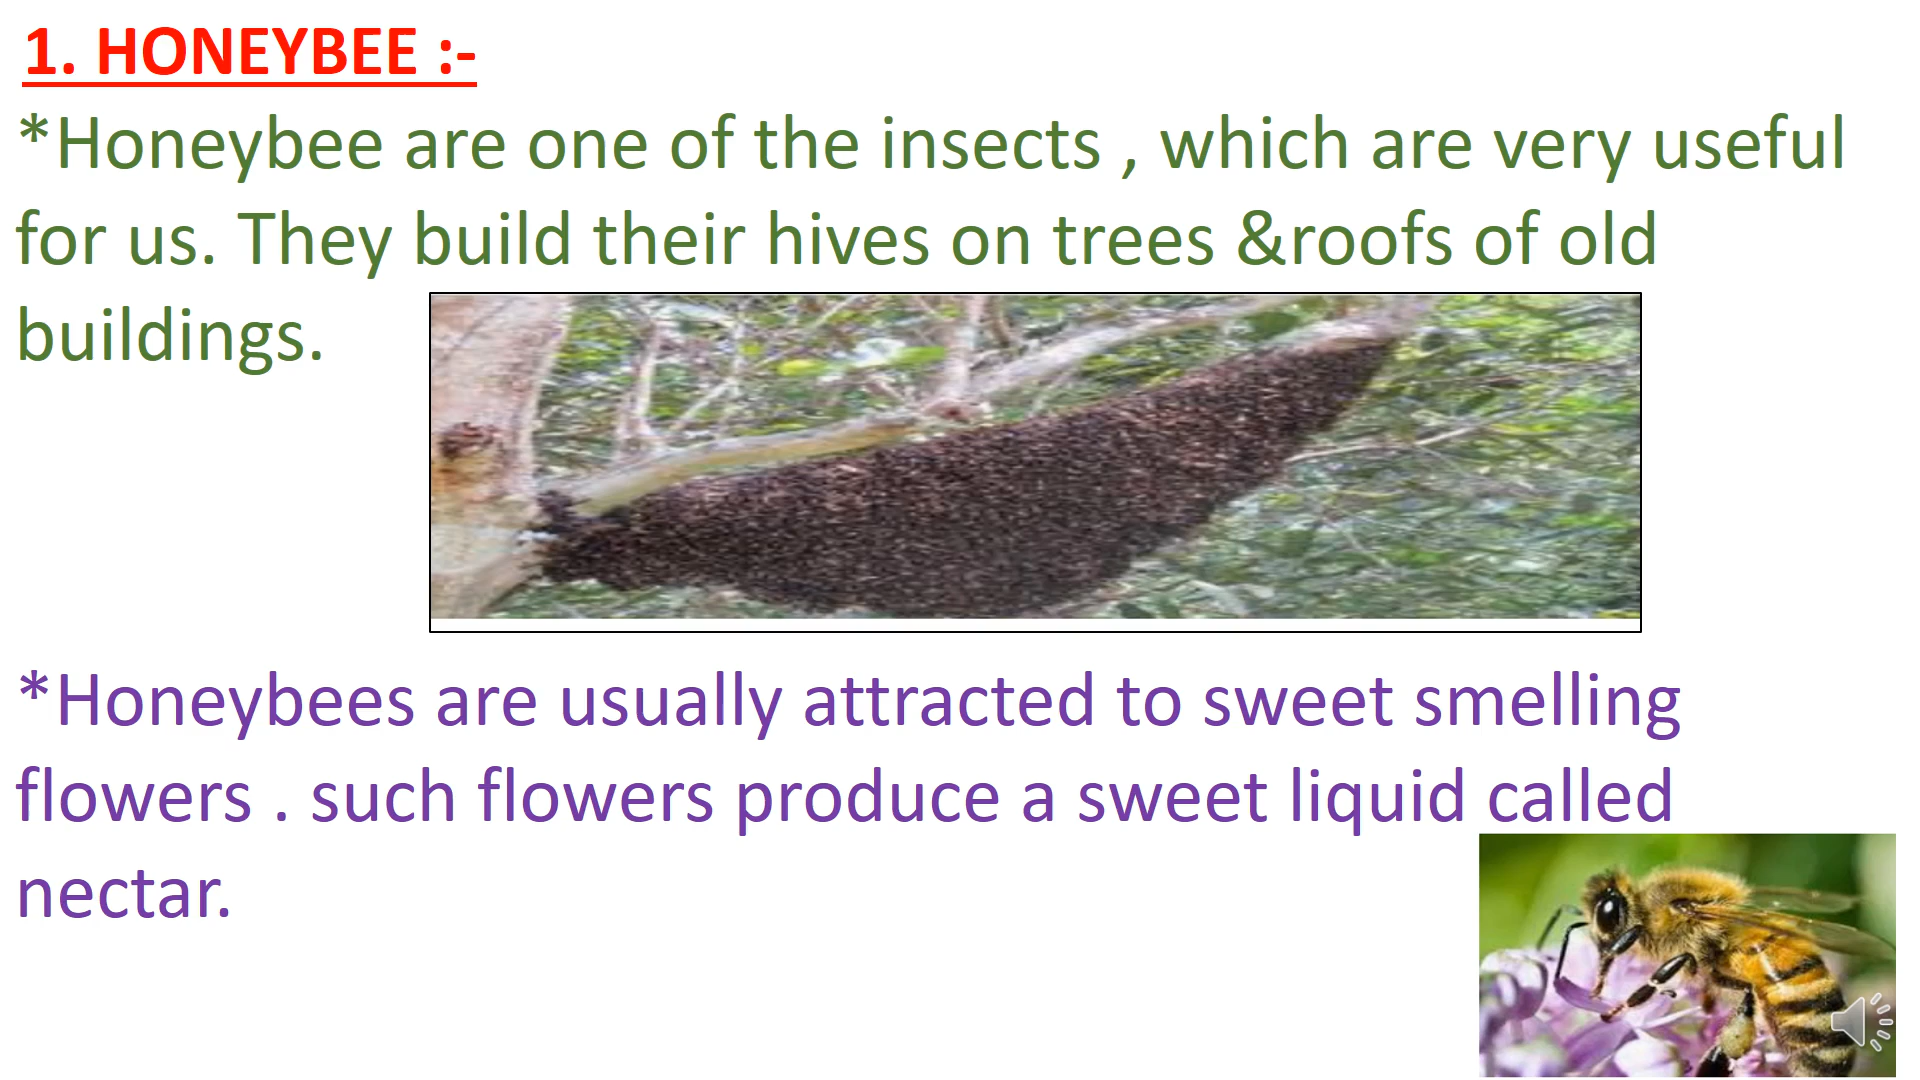 1. HONEYBEE :-
*Honeybee are one of the insects , which are very useful
for us. They build their hives on trees &roofs of old
buildings.
*Honeybees are usually attracted to sweet smelling
flowers . such flowers produce a sweet liquid called
nectar.